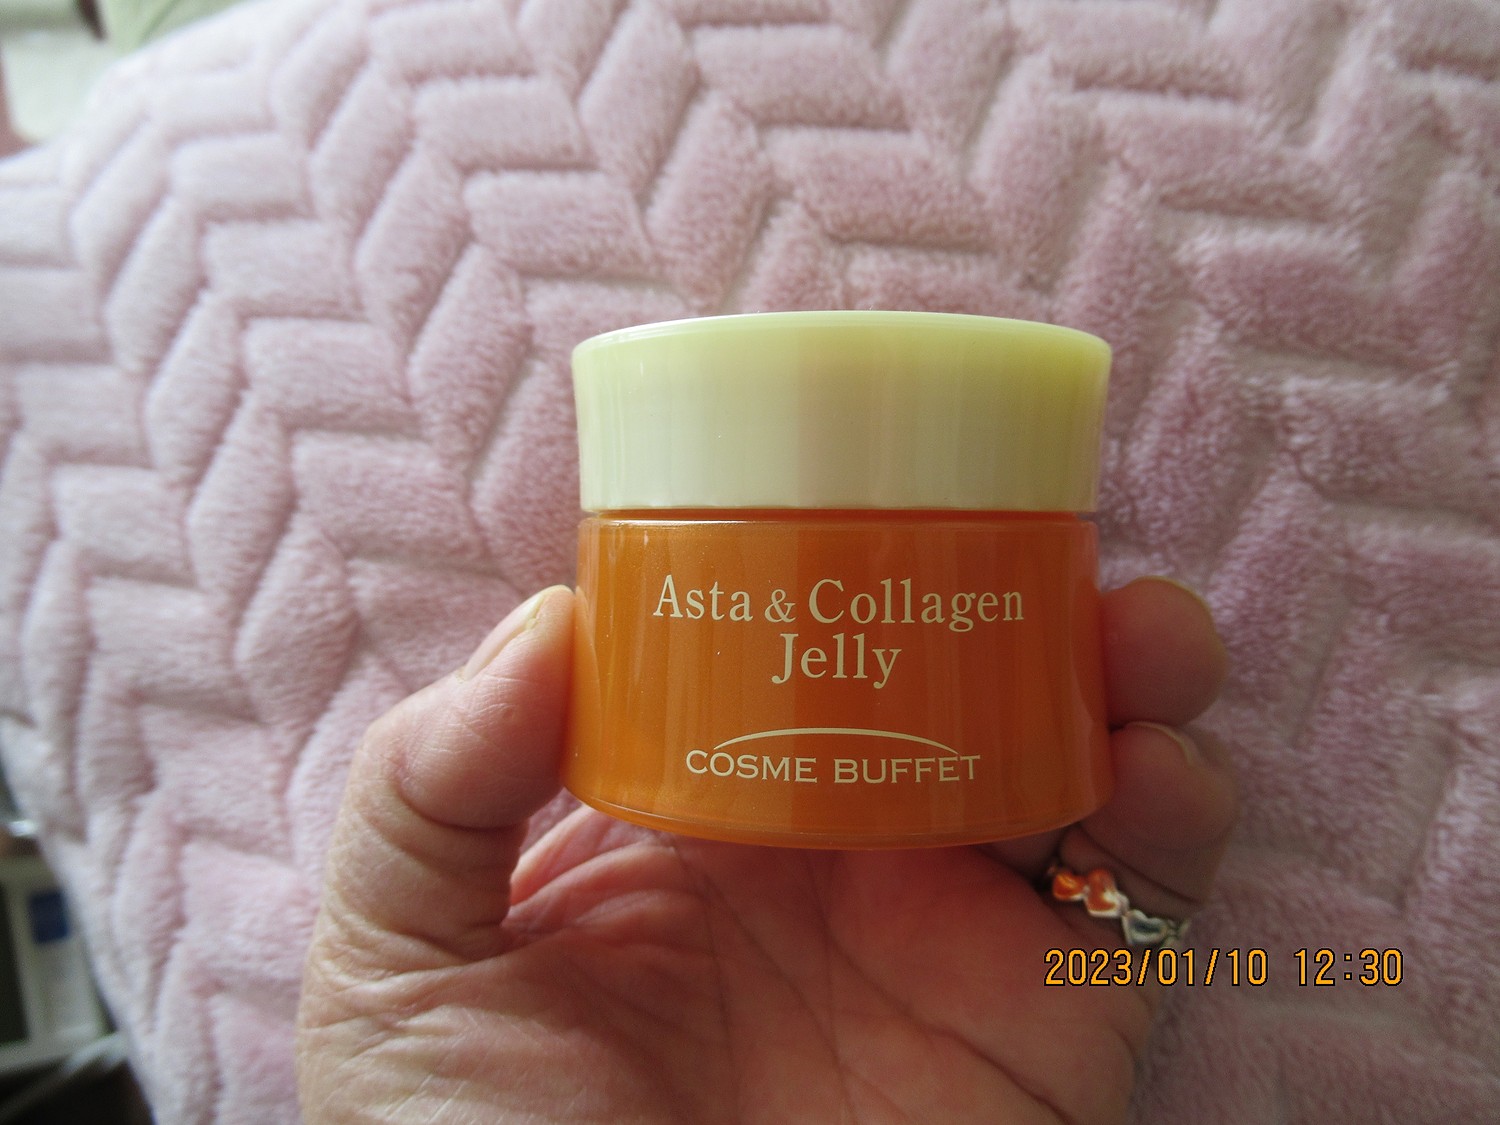 Asta & Collagen
Jelly
COSME BUFFET
2023/01/10 12:30